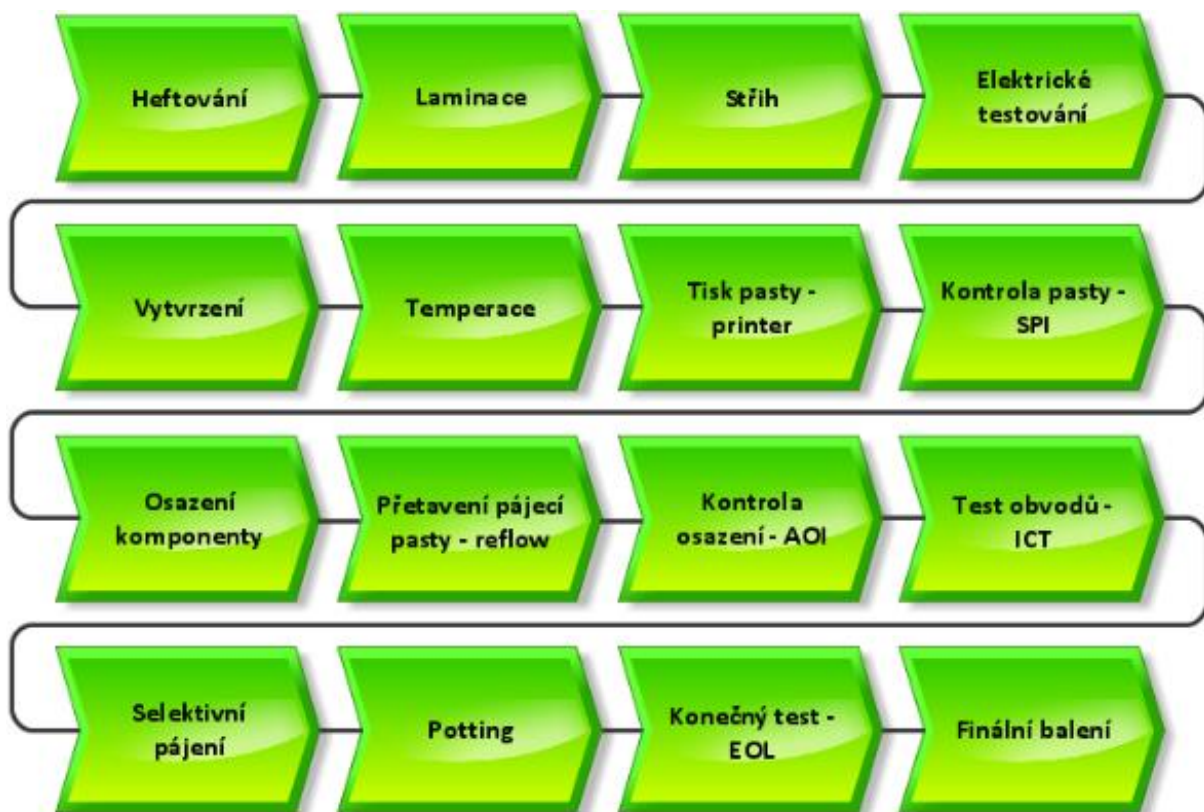 Heftování
Laminace
Střih
Elektrické
testování
Vytvrzení
Temperace
Tisk pasty -
printer
Kontrola pasty -
SPI
Osazení
komponenty
Přetavení pájecí
pasty - reflow
Kontrola
osazení - AOI
Test obvodů -
ICT
Selektivní
pájení
Potting
Konečný test -
EOL
Finální balení